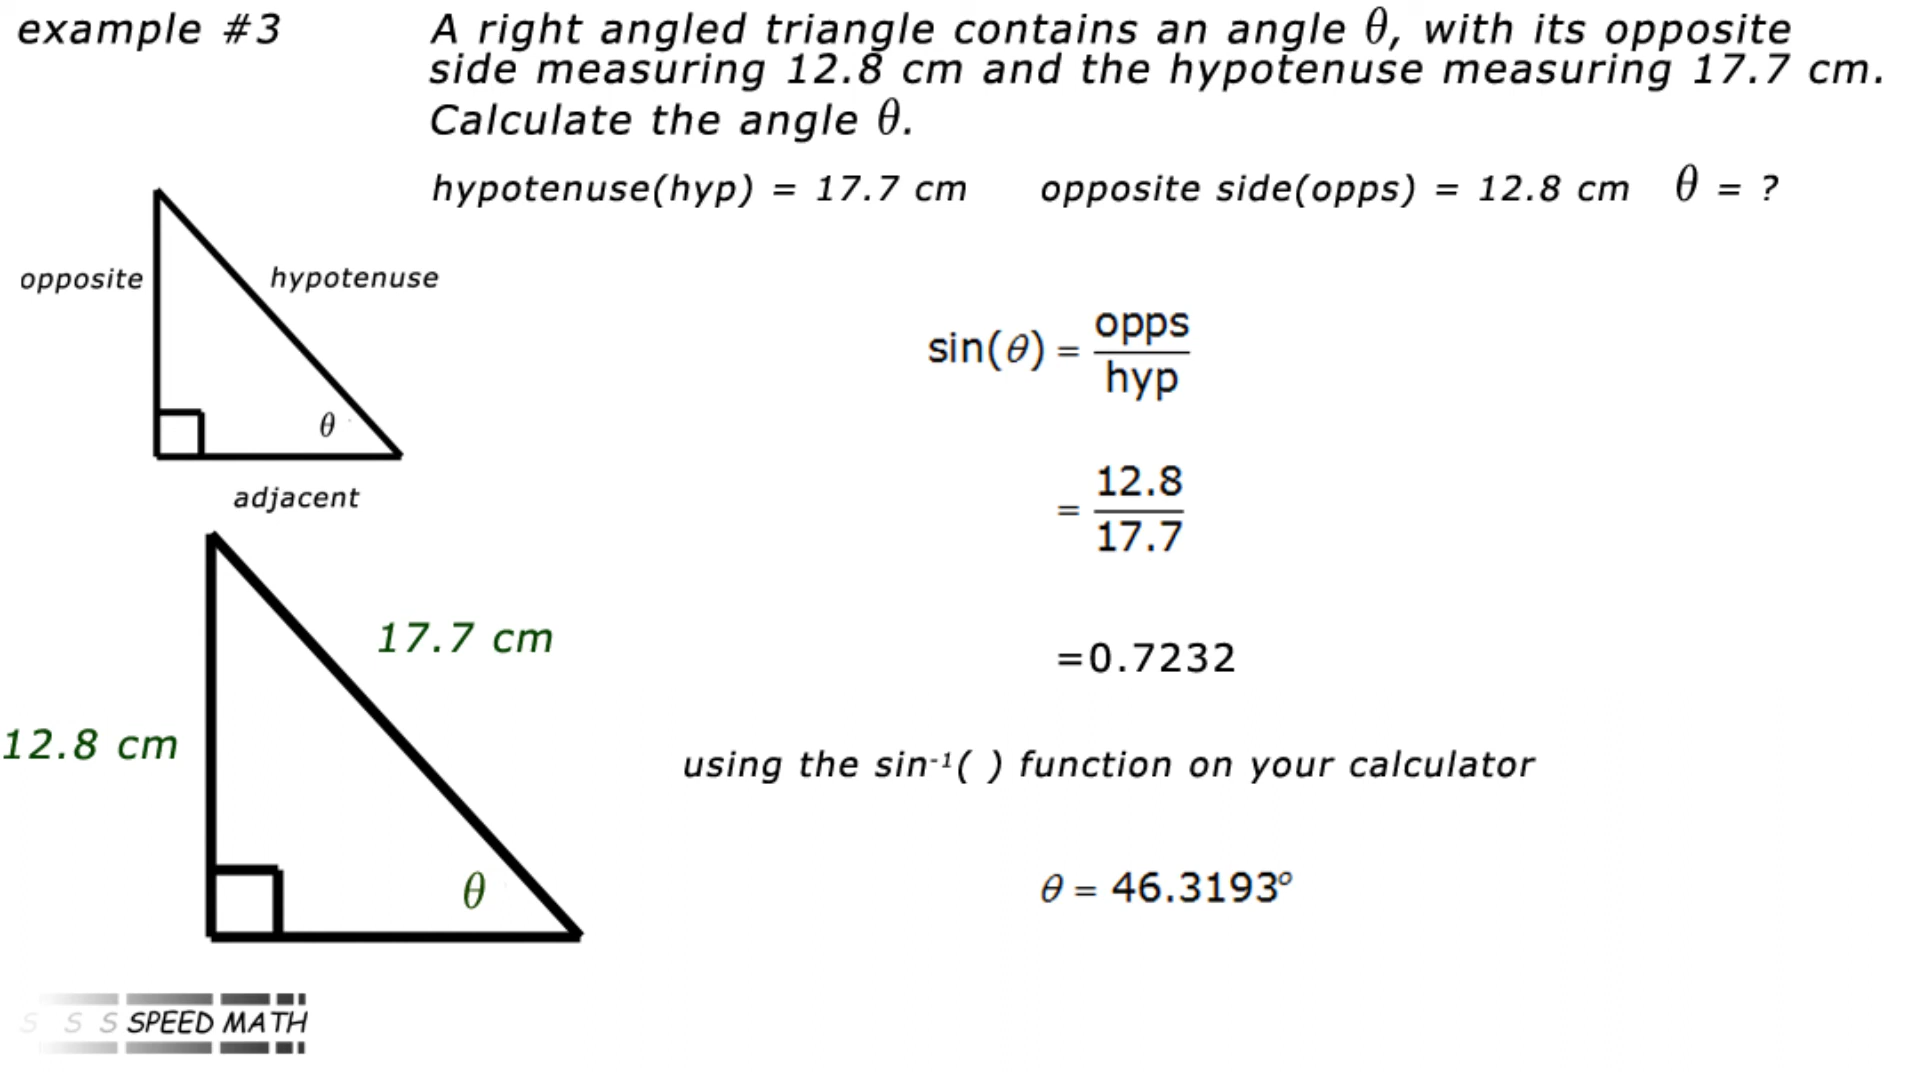 example #3
A right angled triangle contains an angle θ, with its opposite
side measuring 12.8 cm and the hypotenuse measuring 17.7 cm.
Calculate the angle θ.
hypotenuse(hyp) = 17.7 cm opposite side(opps) = 12.8 cm θ = ?
opposite
hypotenuse
θ
adjacent
sin(θ) = opps
hyp
= 12.8
17.7
17.7 cm
=0.7232
12.8 cm
using the sin⁻¹( ) function on your calculator
θ
θ = 46.3193°
S S S SPEED MATH